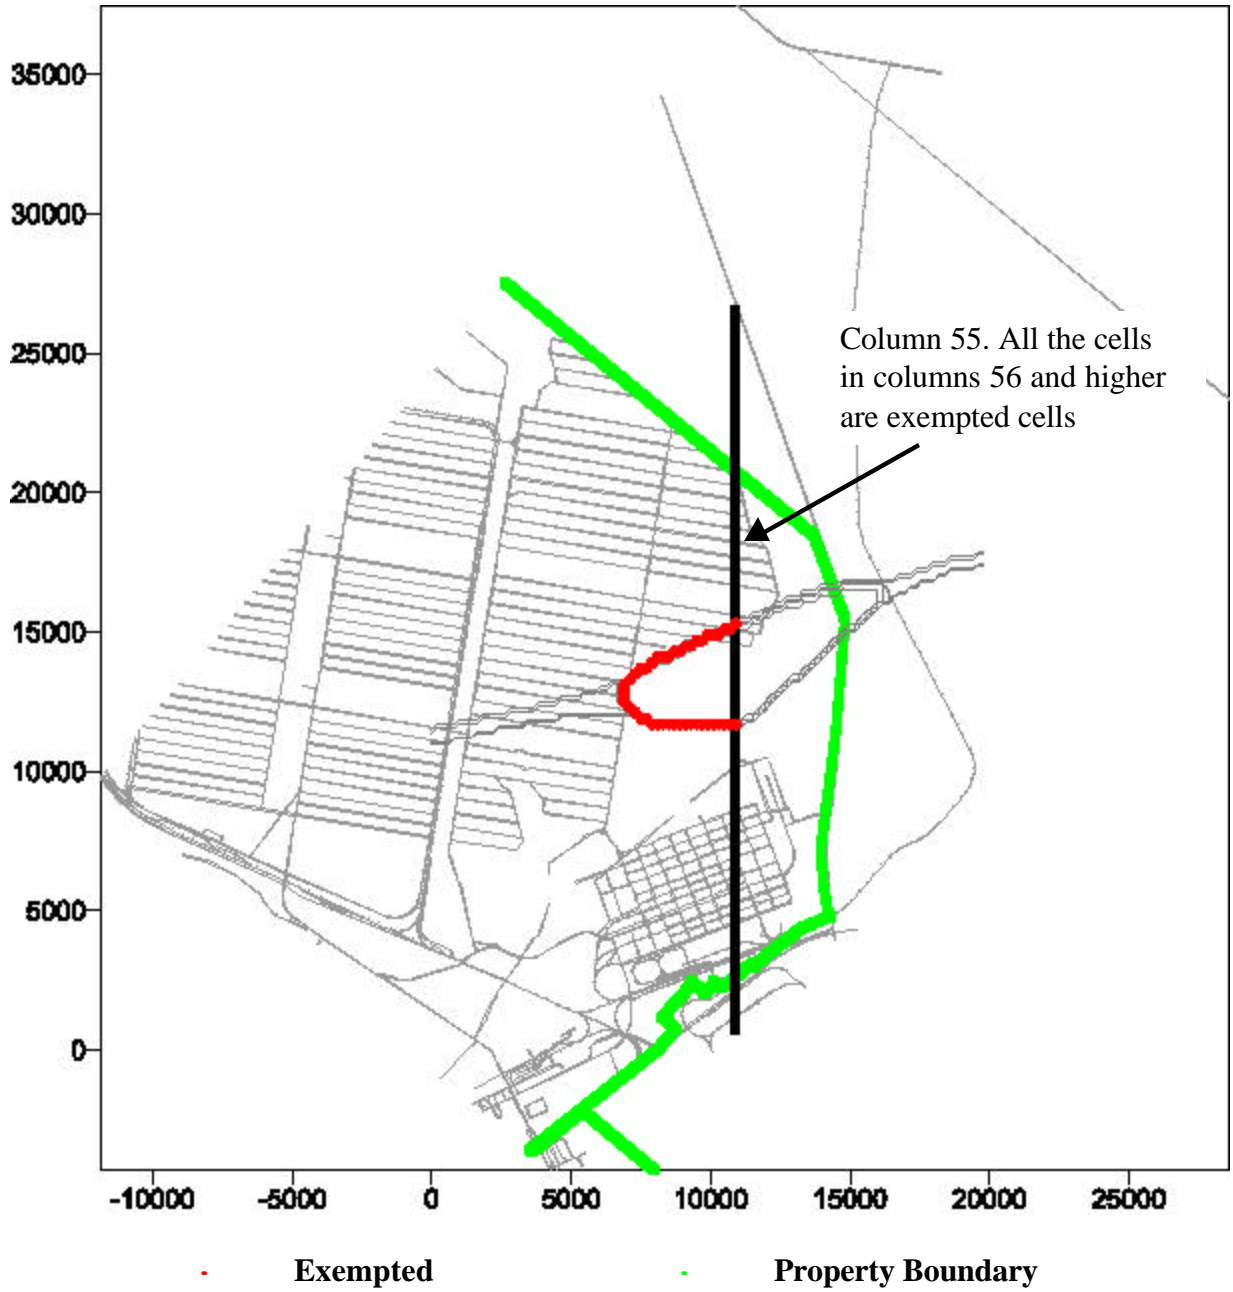 35000
30000
25000
20000
15000
10000
5000
0
Column 55. All the cells
in columns 56 and higher
are exempted cells
-10000 -5000 0 5000 10000 15000 20000 25000
Exempted Property Boundary